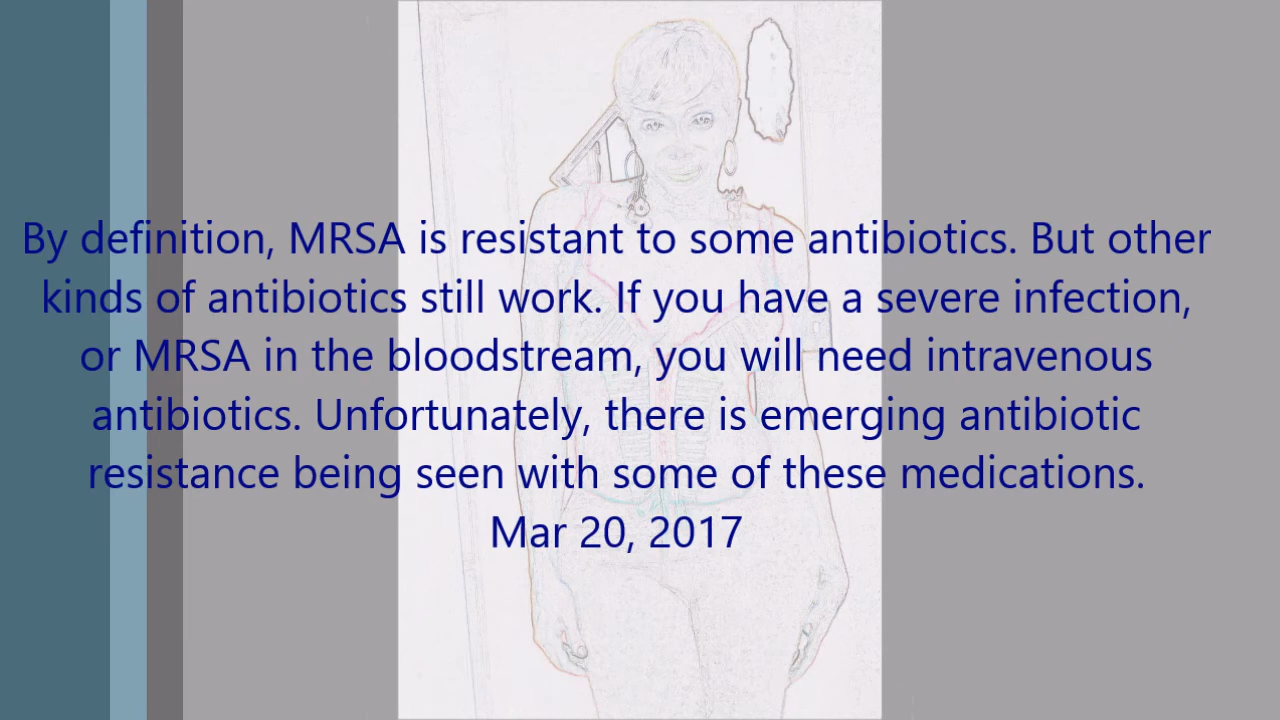 By definition, MRSA is resistant to some antibiotics. But other
kinds of antibiotics still work. If you have a severe infection,
or MRSA in the bloodstream, you will need intravenous
antibiotics. Unfortunately, there is emerging antibiotic
resistance being seen with some of these medications.
Mar 20, 2017